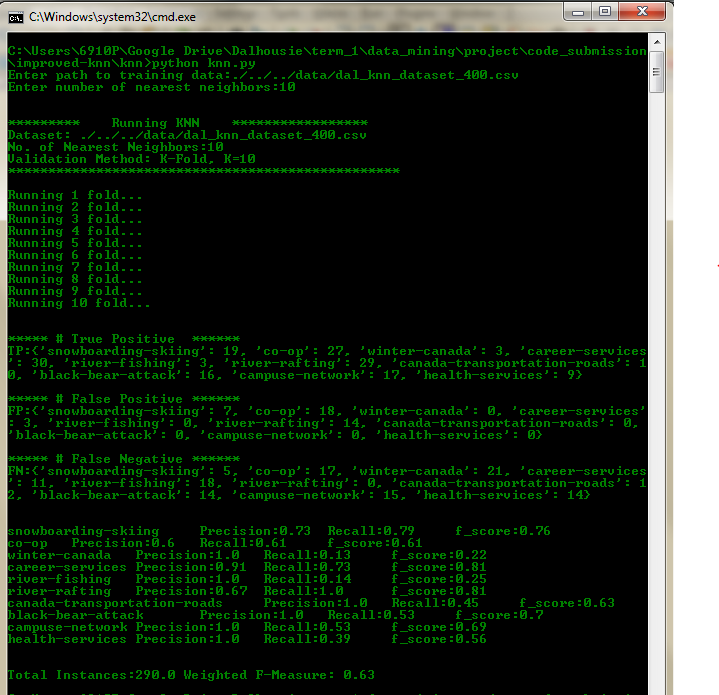 C:\Windows\system32\cmd.exe
C:\Users\6910P\Google Drive\Dalhousie\term_1\data_mining\project\code_submission
\improved-knn\knn>python knn.py
Enter path to training data:./../../data/dal_knn_dataset_400.csv
Enter number of nearest neighbors:10
********* Running KNN *****************
Dataset: ./../../data/dal_knn_dataset_400.csv
No. of Nearest Neighbors:10
Validation Method: K-Fold, K=10
*************************************************
Running 1 fold...
Running 2 fold...
Running 3 fold...
Running 4 fold...
Running 5 fold...
Running 6 fold...
Running 7 fold...
Running 8 fold...
Running 9 fold...
Running 10 fold...
***** # True Positive ******
TP:{'snowboarding-skiing': 19, 'co-op': 27, 'winter-canada': 3, 'career-services'
: 30, 'river-fishing': 3, 'river-rafting': 29, 'canada-transportation-roads': 1
0, 'black-bear-attack': 16, 'campuse-network': 17, 'health-services': 9}
***** # False Positive ******
FP:{'snowboarding-skiing': 7, 'co-op': 18, 'winter-canada': 0, 'career-services'
: 3, 'river-fishing': 0, 'river-rafting': 14, 'canada-transportation-roads': 0,
'black-bear-attack': 0, 'campuse-network': 0, 'health-services': 0}
***** # False Negative ******
FN:{'snowboarding-skiing': 5, 'co-op': 17, 'winter-canada': 21, 'career-services
': 11, 'river-fishing': 18, 'river-rafting': 0, 'canada-transportation-roads': 1
2, 'black-bear-attack': 14, 'campuse-network': 15, 'health-services': 14}
snowboarding-skiing Precision:0.73 Recall:0.79 f_score:0.76
co-op Precision:0.6 Recall:0.61 f_score:0.61
winter-canada Precision:1.0 Recall:0.13 f_score:0.22
career-services Precision:0.91 Recall:0.73 f_score:0.81
river-fishing Precision:1.0 Recall:0.14 f_score:0.25
river-rafting Precision:0.67 Recall:1.0 f_score:0.81
canada-transportation-roads Precision:1.0 Recall:0.45 f_score:0.63
black-bear-attack Precision:1.0 Recall:0.53 f_score:0.7
campuse-network Precision:1.0 Recall:0.53 f_score:0.69
health-services Precision:1.0 Recall:0.39 f_score:0.56
Total Instances:290.0 Weighted F-Measure: 0.63